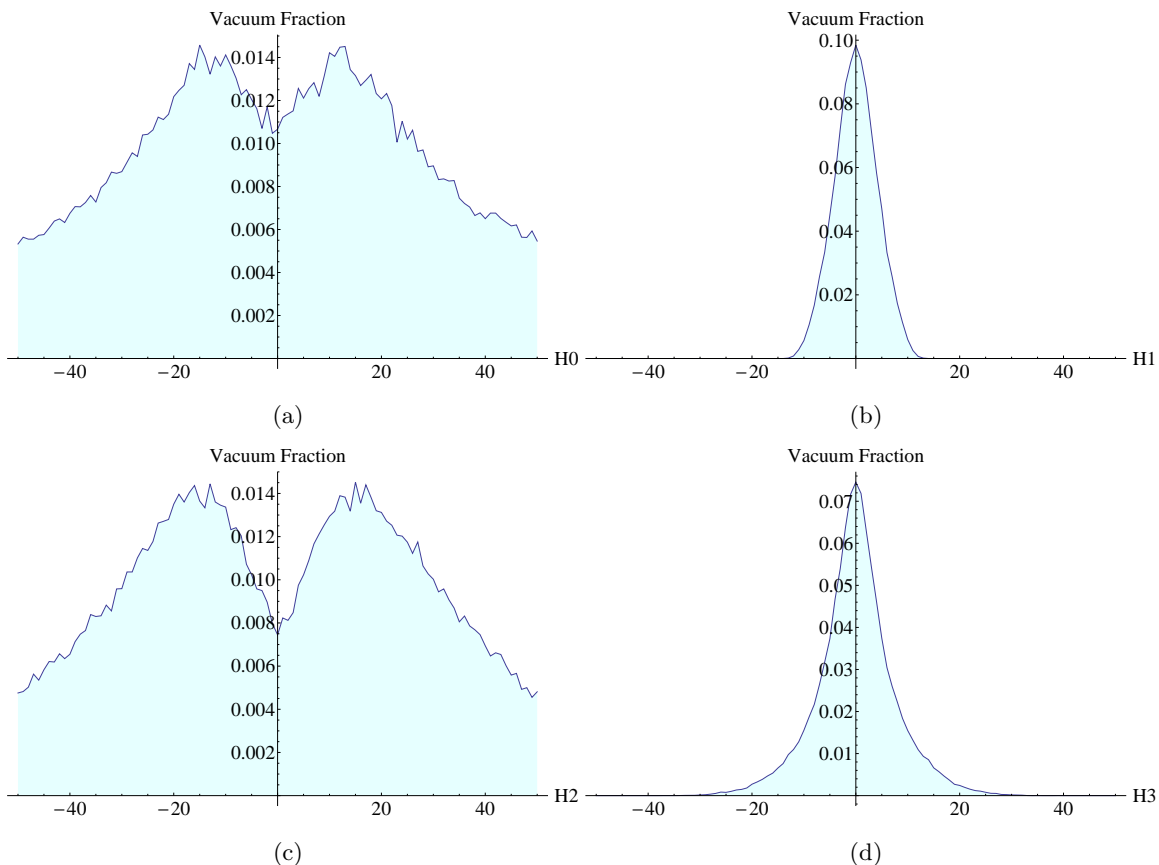 Vacuum Fraction
0.014
0.012
0.010
0.008
0.006
0.004
0.002
−40 −20 20 40 H0
(a)
Vacuum Fraction
0.10
0.08
0.06
0.04
0.02
−40 −20 20 40 H1
(b)
Vacuum Fraction
0.014
0.012
0.010
0.008
0.006
0.004
0.002
−40 −20 20 40 H2
(c)
Vacuum Fraction
0.07
0.06
0.05
0.04
0.03
0.02
0.01
−40 −20 20 40 H3
(d)